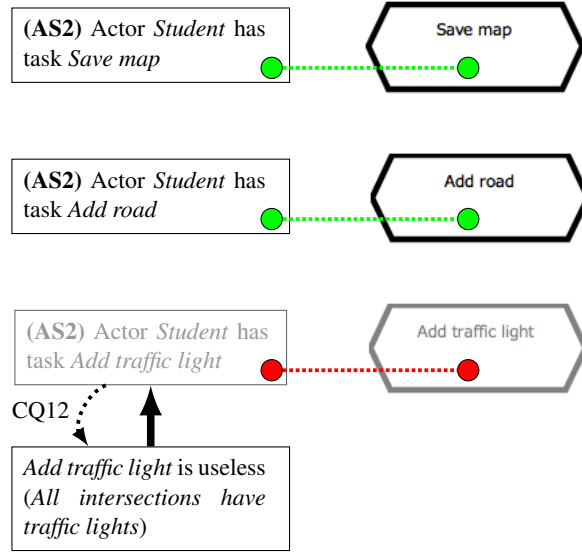 (AS2) Actor Student has
task Save map
Save map
(AS2) Actor Student has
task Add road
Add road
(AS2) Actor Student has
task Add traffic light
Add traffic light
CQ12
Add traffic light is useless
(All intersections have
traffic lights)